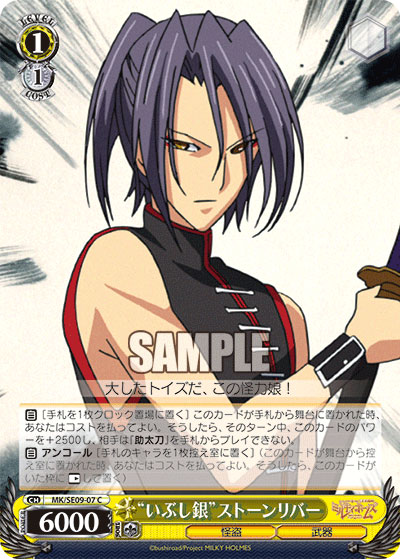 LEVEL
1
1
COST
SAMPLE
大したトイズだ、この怪力娘！
自［手札を1枚クロック置場に置く］このカードが手札から舞台に置かれた時、
あなたはコストを払ってよい。そうしたら、そのターン中、このカードのパワ
ーを＋2500し、相手は『助太刀』を手札からプレイできない。
自 アンコール［手札のキャラを1枚控え室に置く］（このカードが舞台から控
え室に置かれた時、あなたはコストを払ってよい。そうしたら、このカードが
いた枠に置く）
CH MK/SE09-07 C
“いぶし銀”ストーンリバー
POWER
6000
怪盗
武器
©bushiroad/Project MILKY HOLMES